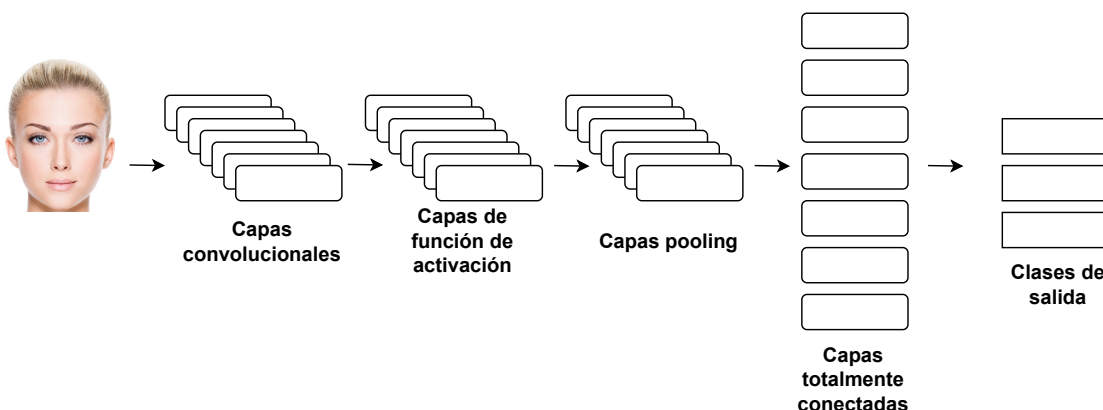 Capas
convolucionales
Capas de
función de
activación
Capas pooling
Capas
totalmente
conectadas
Clases de
salida